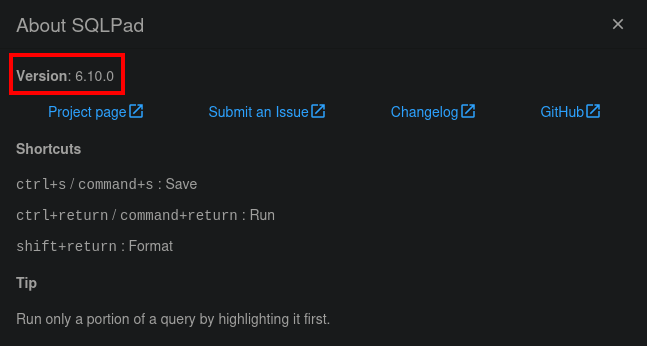 About SQLPad
Version: 6.10.0
Project page Submit an Issue Changelog GitHub
Shortcuts
ctrl+s / command+s : Save
ctrl+return / command+return : Run
shift+return : Format
Tip
Run only a portion of a query by highlighting it first.